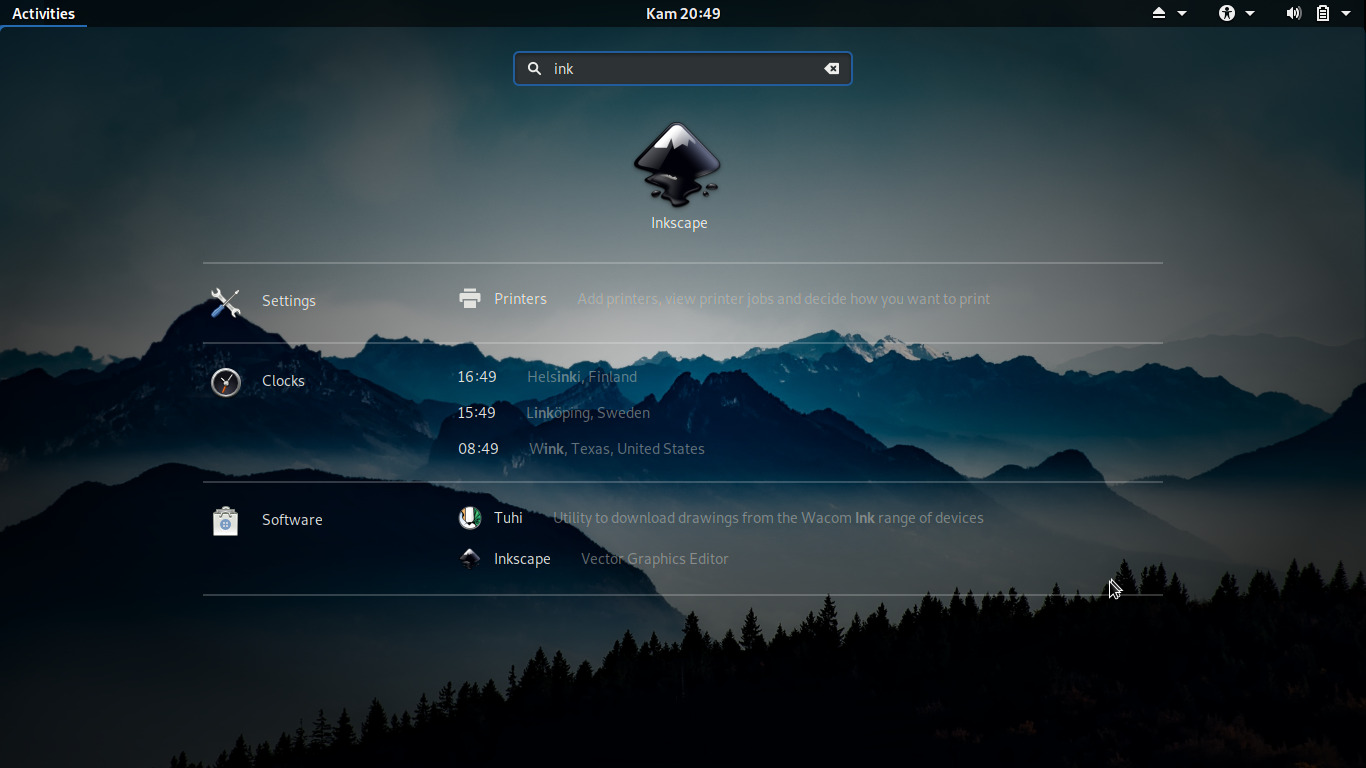 Activities Kam 20:49
ink
Inkscape
Settings Printers Add printers, view printer jobs and decide how you want to print
Clocks 16:49 Helsinki, Finland
15:49 Linköping, Sweden
08:49 Wink, Texas, United States
Software Tuhi Utility to download drawings from the Wacom Ink range of devices
Inkscape Vector Graphics Editor